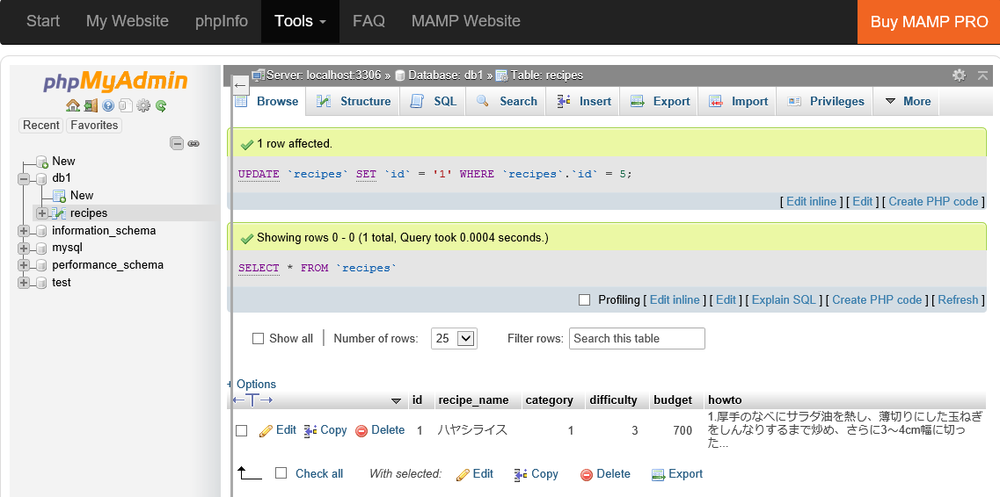 Start My Website phpInfo Tools FAQ MAMP Website Buy MAMP PRO
phpMyAdmin
Recent Favorites
New
db1
New
recipes
information_schema
mysql
performance_schema
test
Server: localhost:3306 » Database: db1 » Table: recipes
Browse Structure SQL Search Insert Export Import Privileges More
1 row affected.
UPDATE `recipes` SET `id` = '1' WHERE `recipes`.`id` = 5;
[ Edit inline ] [ Edit ] [ Create PHP code ]
Showing rows 0 - 0 (1 total, Query took 0.0004 seconds.)
SELECT * FROM `recipes`
Profiling [ Edit inline ] [ Edit ] [ Explain SQL ] [ Create PHP code ] [ Refresh ]
Show all | Number of rows: 25 Filter rows: Search this table
+ Options
←T→ id recipe_name category difficulty budget howto
Edit Copy Delete 1 ハヤシライス 1 3 700 1.厚手のなべにサラダ油を熱し、薄切りにした玉ねぎ
をしんなりするまで炒め、さらに3～4cm幅に切っ
た...
Check all With selected: Edit Copy Delete Export